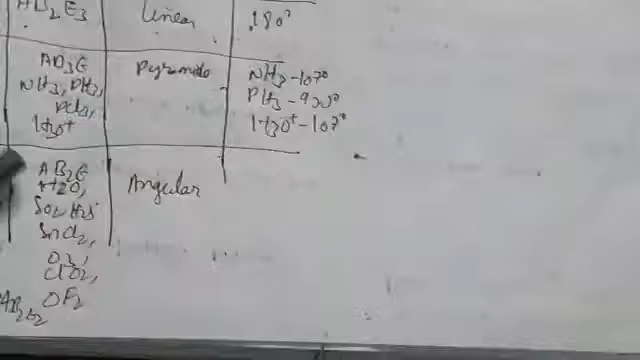 AB2E3 linear 180°
AB3E Pyramid NH3-107°
NH3, PH3, PH3-93°
PCl3, H3O+-107°
H3O+
AB2E Angular
H2O,
SO2 H2S
SnCl2,
O3,
ClO2,
AB2E2 OF2